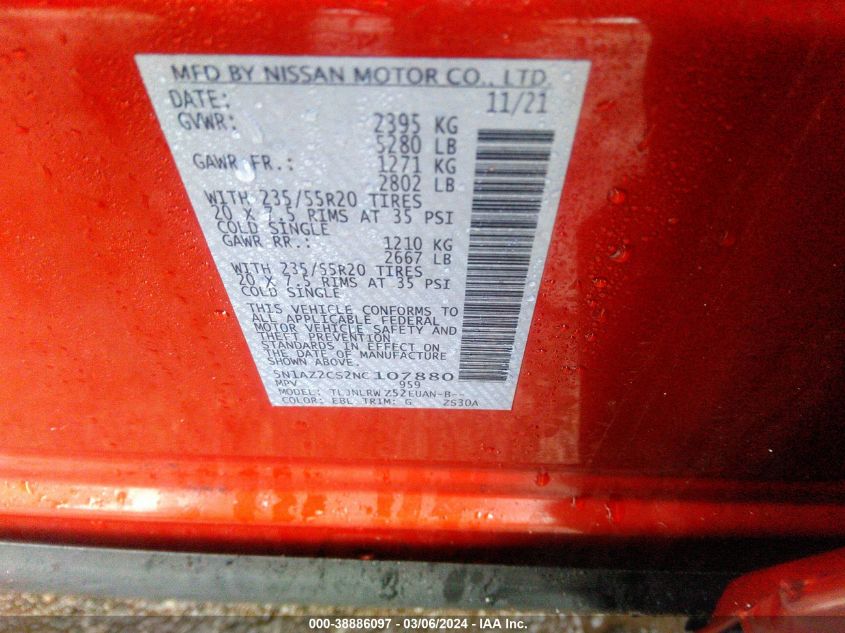 MFD BY NISSAN MOTOR CO., LTD.
DATE: 11/21
GVWR: 2395 KG
5280 LB
GAWR FR.: 1271 KG
2802 LB
WITH 235/55R20 TIRES
20 X 7.5 RIMS AT 35 PSI
COLD SINGLE
GAWR RR.: 1210 KG
2667 LB
WITH 235/55R20 TIRES
20 X 7.5 RIMS AT 35 PSI
COLD SINGLE
THIS VEHICLE CONFORMS TO
ALL APPLICABLE FEDERAL
MOTOR VEHICLE SAFETY AND
THEFT PREVENTION
STANDARDS IN EFFECT ON
THE DATE OF MANUFACTURE
SHOWN ABOVE.
5N1AZ2CS2NC107880
MPV 959
MODEL: TLJNLRW Z52EUAN-B--
COLOR: EBL TRIM: G Z530A
000-38886097 - 03/06/2024 - IAA Inc.